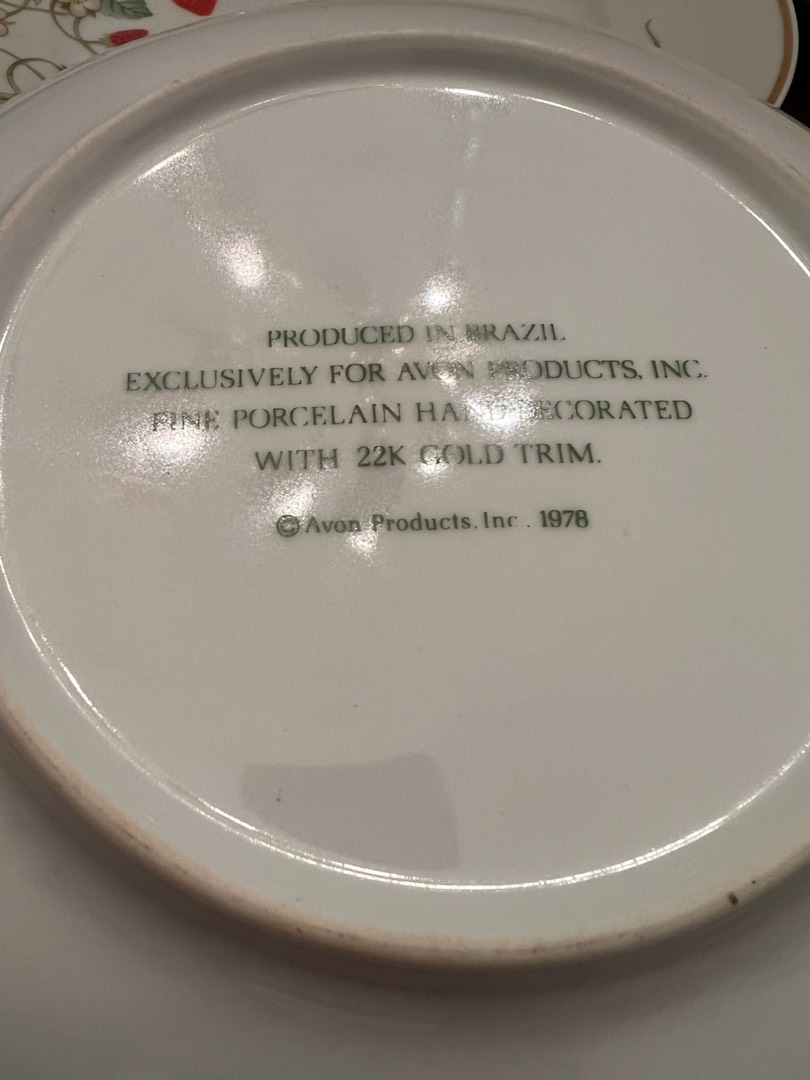 PRODUCED IN BRAZIL
EXCLUSIVELY FOR AVON PRODUCTS, INC.
FINE PORCELAIN HAND DECORATED
WITH 22K GOLD TRIM.
©Avon Products. Inc. 1978